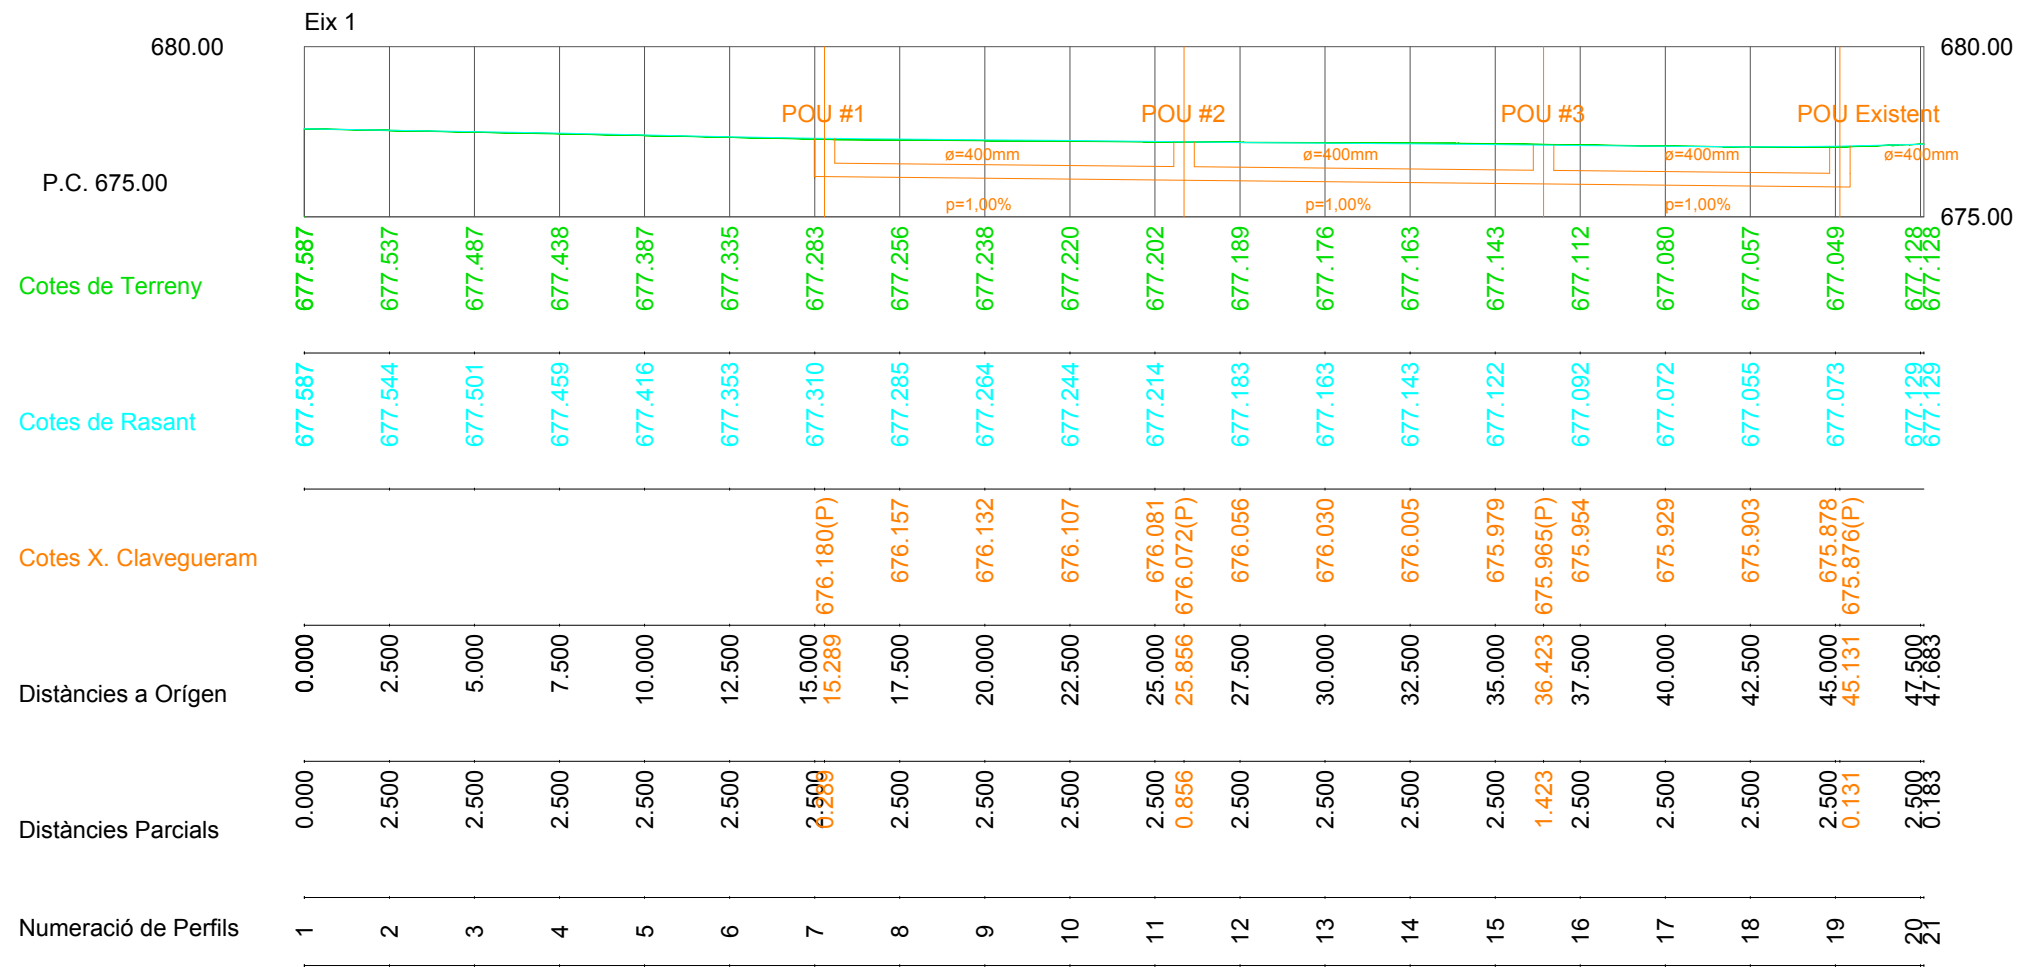 Eix 1
680.00 680.00
POU #1 POU #2 POU #3 POU Existent
ø=400mm ø=400mm ø=400mm ø=400mm
P.C. 675.00
p=1,00% p=1,00% p=1,00%
675.00
Cotes de Terreny 677.587 677.537 677.487 677.438 677.387 677.335 677.283 677.256 677.238 677.220 677.202 677.189 677.176 677.163 677.143 677.112 677.080 677.057 677.049 677.128 677.128
Cotes de Rasant 677.587 677.544 677.501 677.459 677.416 677.353 677.310 677.285 677.264 677.244 677.214 677.183 677.163 677.143 677.122 677.092 677.072 677.055 677.073 677.129 677.129
Cotes X. Clavegueram 676.180(P) 676.157 676.132 676.107 676.081 676.072(P) 676.056 676.030 676.005 675.979 675.965(P) 675.954 675.929 675.903 675.878 675.876(P)
Distàncies a Orígen 0.000 2.500 5.000 7.500 10.000 12.500 15.000 15.289 17.500 20.000 22.500 25.000 25.856 27.500 30.000 32.500 35.000 36.423 37.500 40.000 42.500 45.000 45.131 47.500 47.683
Distàncies Parcials 0.000 2.500 2.500 2.500 2.500 2.500 2.500 0.289 2.500 2.500 2.500 2.500 0.856 2.500 2.500 2.500 2.500 1.423 2.500 2.500 2.500 2.500 0.131 2.500 0.183
Numeració de Perfils 1 2 3 4 5 6 7 8 9 10 11 12 13 14 15 16 17 18 19 20 21